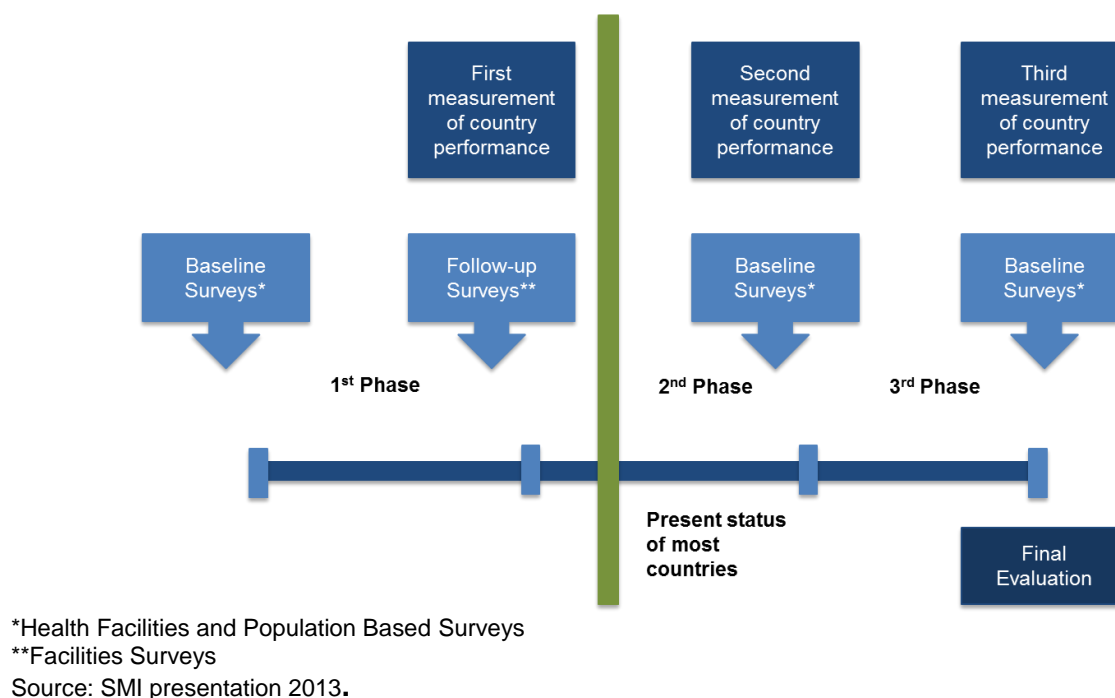 First
measurement
of country
performance
Second
measurement
of country
performance
Third
measurement
of country
performance
Baseline
Surveys*
Follow-up
Surveys**
Baseline
Surveys*
Baseline
Surveys*
1st Phase
2nd Phase
3rd Phase
Present status
of most
countries
Final
Evaluation
*Health Facilities and Population Based Surveys
**Facilities Surveys
Source: SMI presentation 2013.